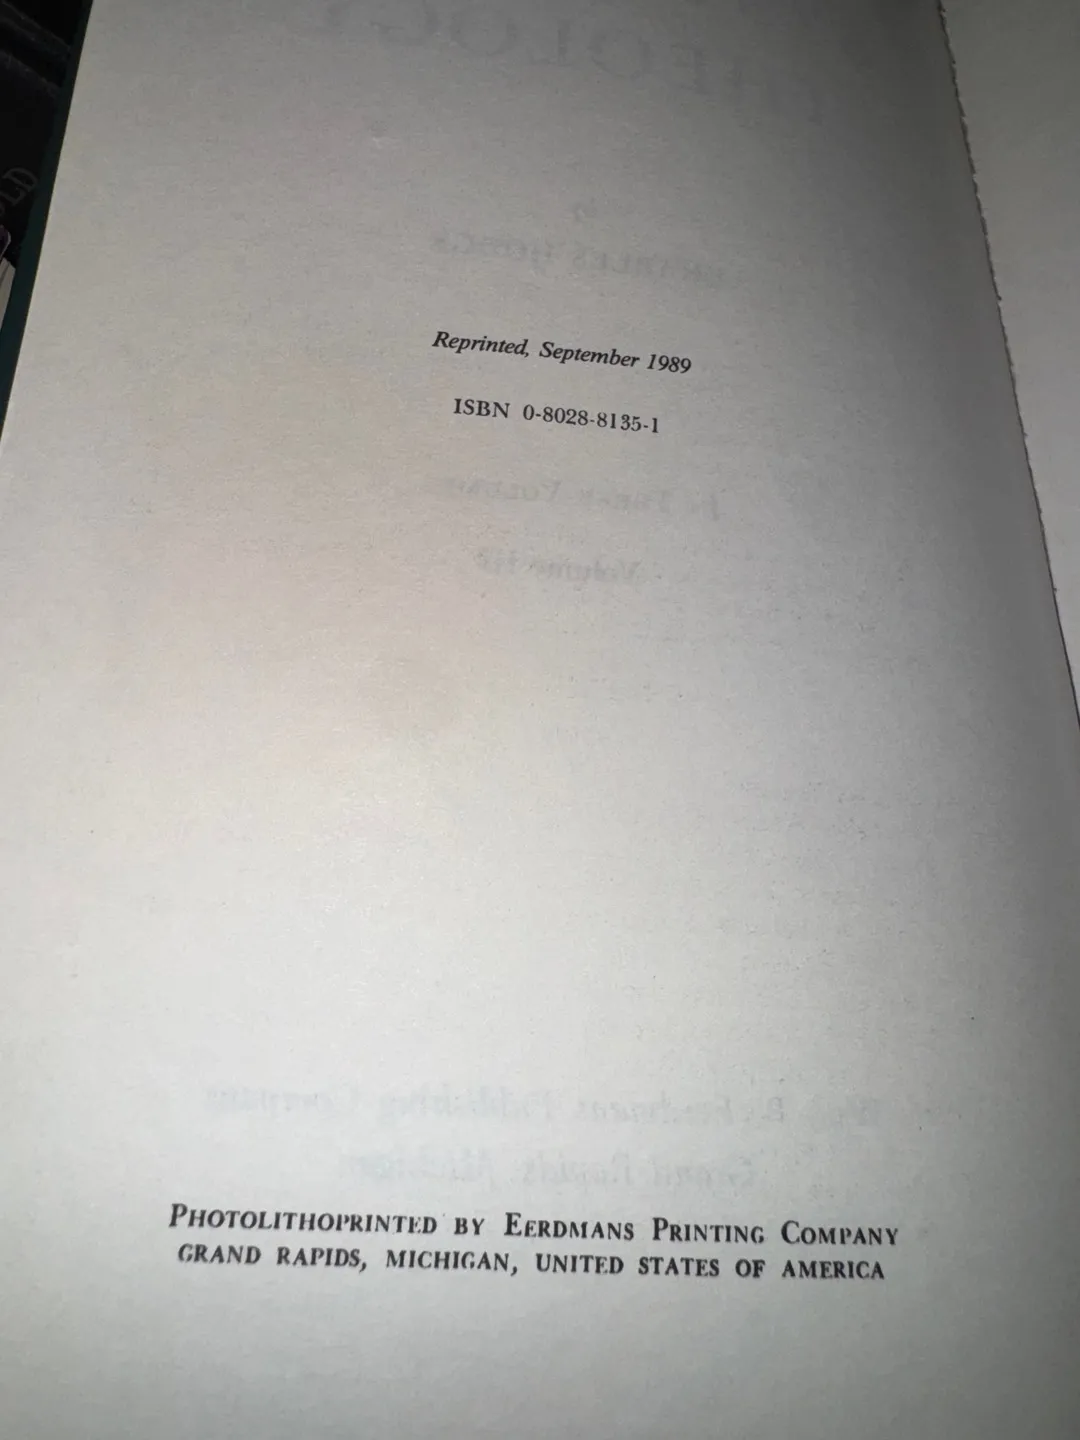 Reprinted, September 1989
ISBN 0-8028-8135-1
PHOTOLITHOPRINTED BY EERDMANS PRINTING COMPANY
GRAND RAPIDS, MICHIGAN, UNITED STATES OF AMERICA